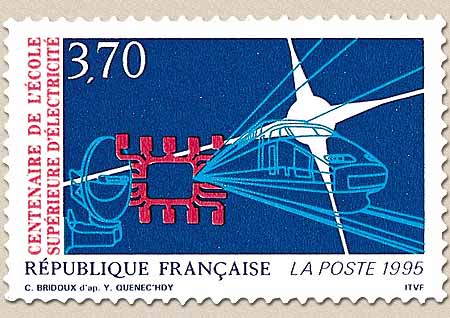 3,70
CENTENAIRE DE L'ÉCOLE
SUPÉRIEURE D'ÉLECTRICITÉ
RÉPUBLIQUE FRANÇAISE LA POSTE 1995
C. BRIDOUX d'ap. Y. QUENEC'HDY ITVF